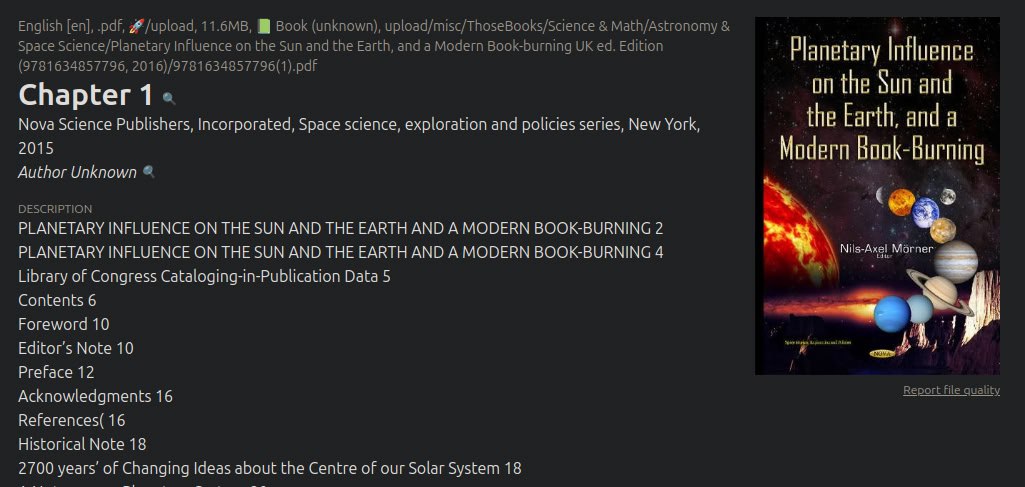 English [en], .pdf, 🚀/upload, 11.6MB, 📗 Book (unknown), upload/misc/ThoseBooks/Science & Math/Astronomy &
Space Science/Planetary Influence on the Sun and the Earth, and a Modern Book-burning UK ed. Edition
(9781634857796, 2016)/9781634857796(1).pdf
Chapter 1 🔍
Nova Science Publishers, Incorporated, Space science, exploration and policies series, New York,
2015
Author Unknown 🔍
DESCRIPTION
PLANETARY INFLUENCE ON THE SUN AND THE EARTH AND A MODERN BOOK-BURNING 2
PLANETARY INFLUENCE ON THE SUN AND THE EARTH AND A MODERN BOOK-BURNING 4
Library of Congress Cataloging-in-Publication Data 5
Contents 6
Foreword 10
Editor’s Note 10
Preface 12
Acknowledgments 16
References( 16
Historical Note 18
2700 years’ of Changing Ideas about the Centre of our Solar System 18
Planetary Influence
on the Sun and
the Earth, and a
Modern Book-Burning
Nils-Axel Mörner
Editor
NOVA
Report file quality